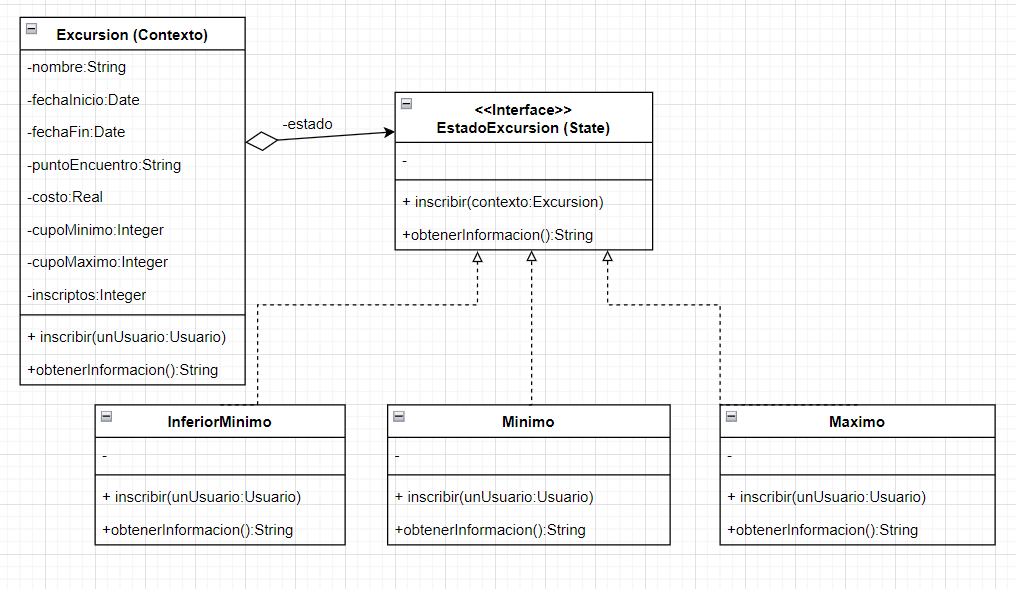 Excursion (Contexto)
-nombre:String
-fechaInicio:Date
-fechaFin:Date
-puntoEncuentro:String
-costo:Real
-cupoMinimo:Integer
-cupoMaximo:Integer
-inscriptos:Integer
+ inscribir(unUsuario:Usuario)
+obtenerInformacion():String
-estado
<<Interface>>
EstadoExcursion (State)
-
+ inscribir(contexto:Excursion)
+obtenerInformacion():String
InferiorMinimo
-
+ inscribir(unUsuario:Usuario)
+obtenerInformacion():String
Minimo
-
+ inscribir(unUsuario:Usuario)
+obtenerInformacion():String
Maximo
-
+ inscribir(unUsuario:Usuario)
+obtenerInformacion():String